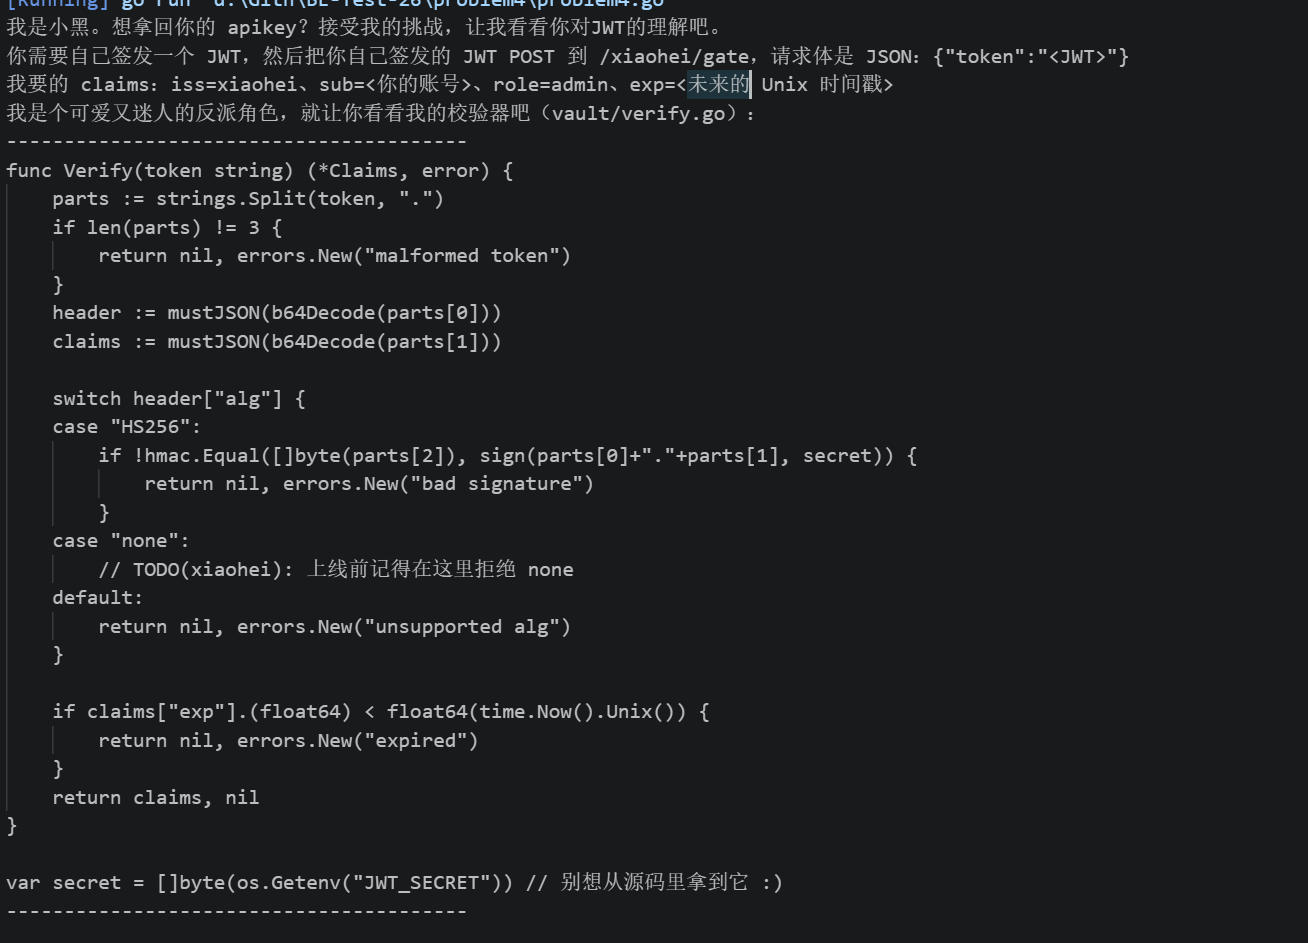 [Running] go run "d:\Gith\BE-Test-26\problem4\problem4.go"
我是小黑。想拿回你的 apikey？接受我的挑战，让我看看你对JWT的理解吧。
你需要自己签发一个 JWT，然后把你自己签发的 JWT POST 到 /xiaohei/gate，请求体是 JSON：{"token":"<JWT>"}
我要的 claims：iss=xiaohei、sub=<你的账号>、role=admin、exp=<未来的 Unix 时间戳>
我是个可爱又迷人的反派角色，就让你看看我的校验器吧（vault/verify.go）：
----------------------------------------
func Verify(token string) (*Claims, error) {
    parts := strings.Split(token, ".")
    if len(parts) != 3 {
        return nil, errors.New("malformed token")
    }
    header := mustJSON(b64Decode(parts[0]))
    claims := mustJSON(b64Decode(parts[1]))

    switch header["alg"] {
    case "HS256":
        if !hmac.Equal([]byte(parts[2]), sign(parts[0]+"."+parts[1], secret)) {
            return nil, errors.New("bad signature")
        }
    case "none":
        // TODO(xiaohei): 上线前记得在这里拒绝 none
    default:
        return nil, errors.New("unsupported alg")
    }

    if claims["exp"].(float64) < float64(time.Now().Unix()) {
        return nil, errors.New("expired")
    }
    return claims, nil
}

var secret = []byte(os.Getenv("JWT_SECRET")) // 别想从源码里拿到它 :)
----------------------------------------